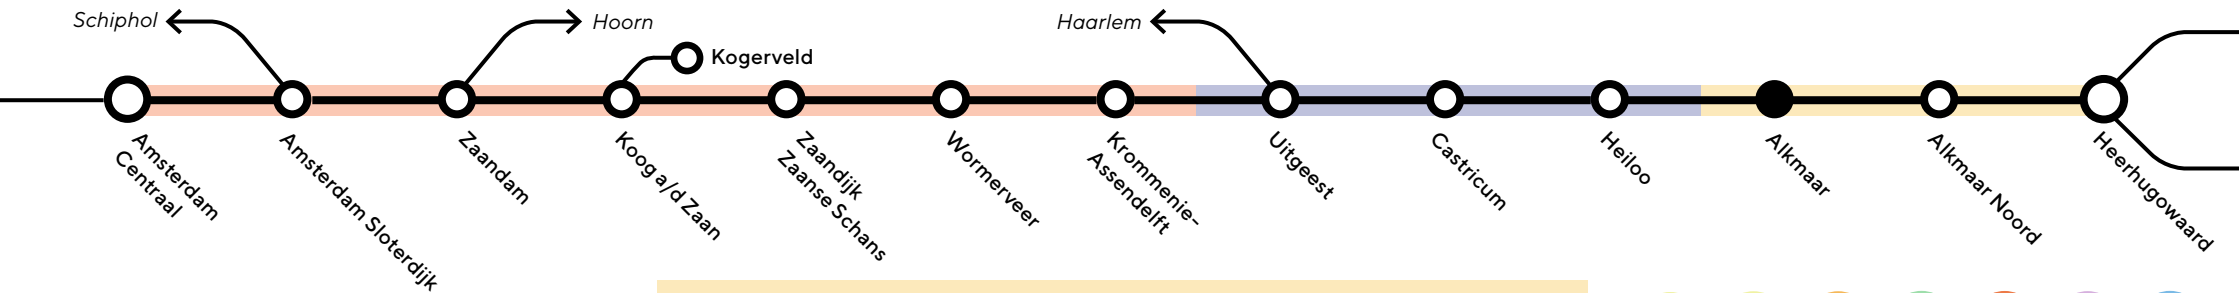 Schiphol
Hoorn
Haarlem
Kogerveld
Amsterdam
Centraal
Amsterdam Sloterdijk
Zaandam
Koog a/d Zaan
Zaandijk
Zaanse Schans
Wormerveer
Krommenie-
Assendelft
Uitgeest
Castricum
Heiloo
Alkmaar
Alkmaar Noord
Heerhugowaard